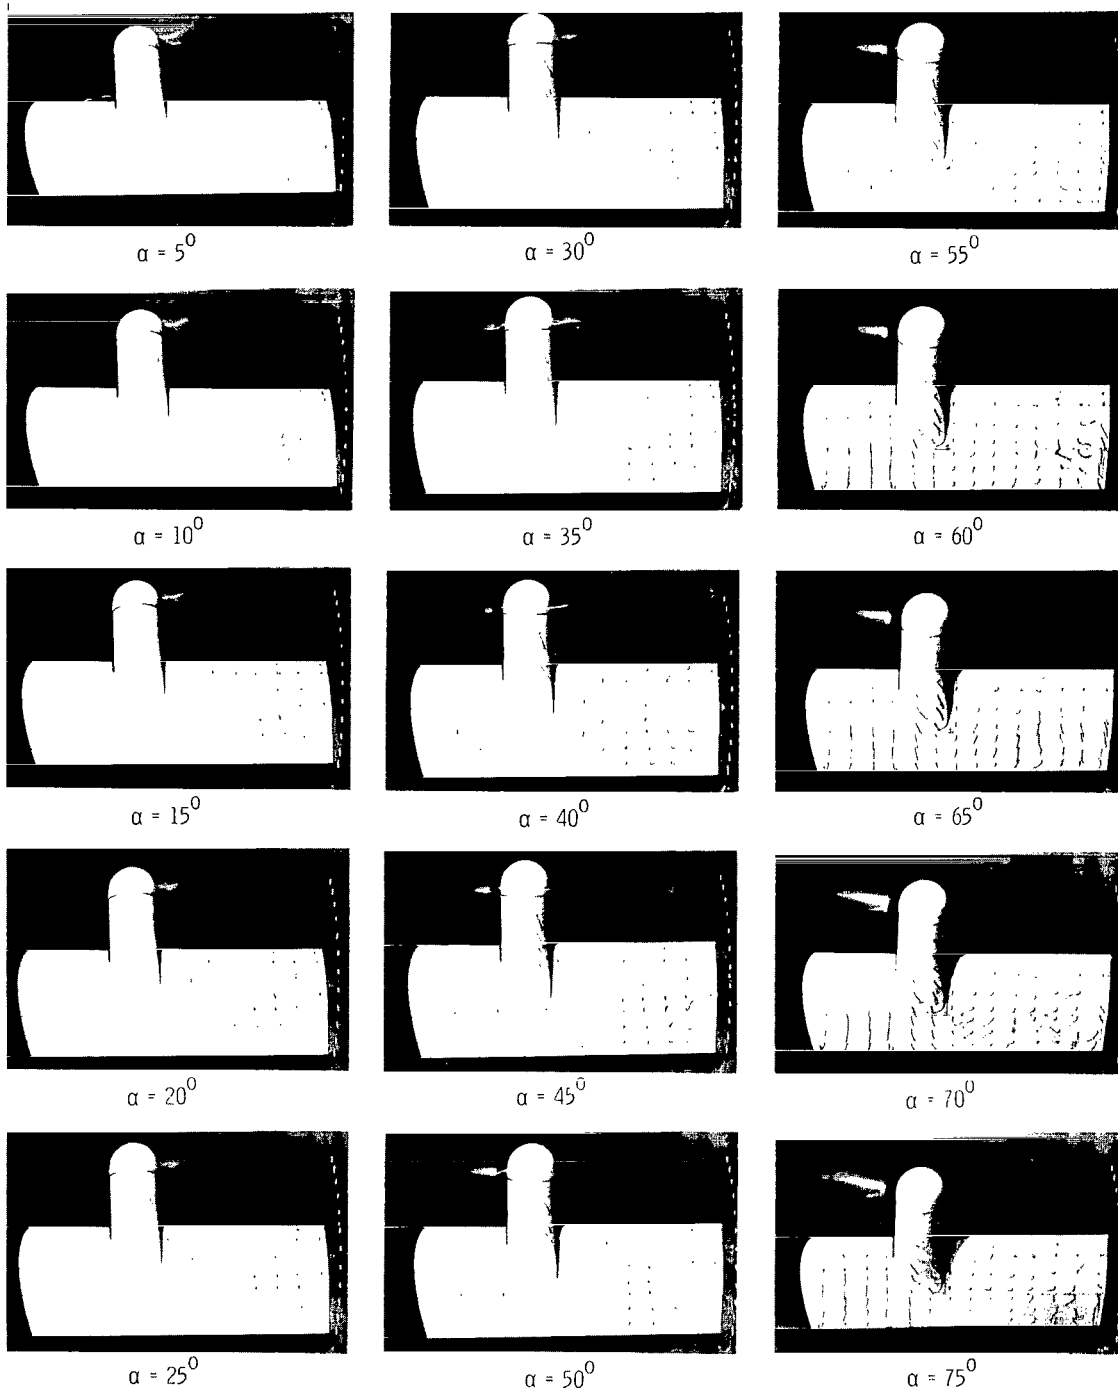 α = 5⁰
α = 30⁰
α = 55⁰
α = 10⁰
α = 35⁰
α = 60⁰
α = 15⁰
α = 40⁰
α = 65⁰
α = 20⁰
α = 45⁰
α = 70⁰
α = 25⁰
α = 50⁰
α = 75⁰